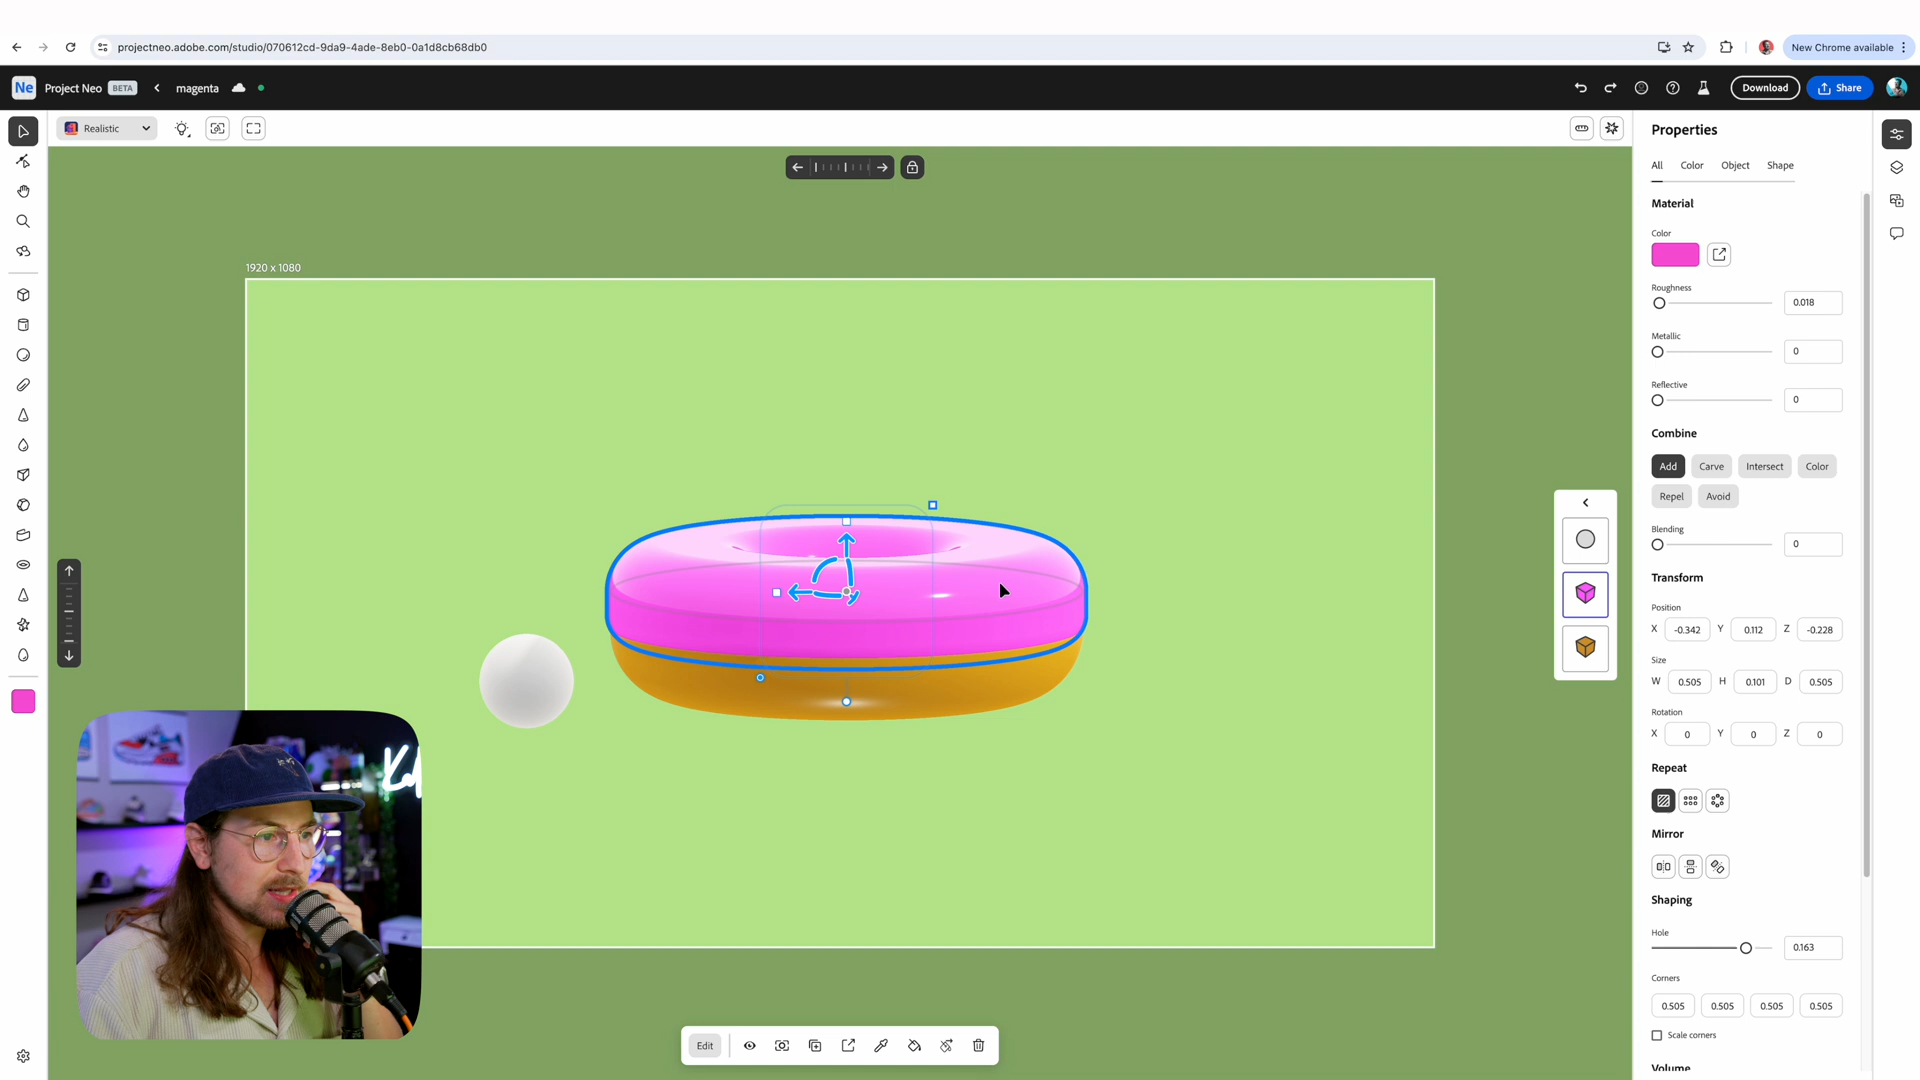 projectneo.adobe.com/studio/070612cd-9da9-4ade-8eb0-0a1d8cb68db0
New Chrome available
Ne Project Neo BETA magenta
Download Share
Realistic
1920 x 1080
Properties
All Color Object Shape
Material
Color
Roughness
0.018
Metallic
0
Reflective
0
Combine
Add Carve Intersect Color
Repel Avoid
Blending
0
Transform
Position
X -0.342 Y 0.112 Z -0.228
Size
W 0.505 H 0.101 D 0.505
Rotation
X 0 Y 0 Z 0
Repeat
Mirror
Shaping
Hole
0.163
Corners
0.505 0.505 0.505 0.505
Scale corners
Volume
Edit